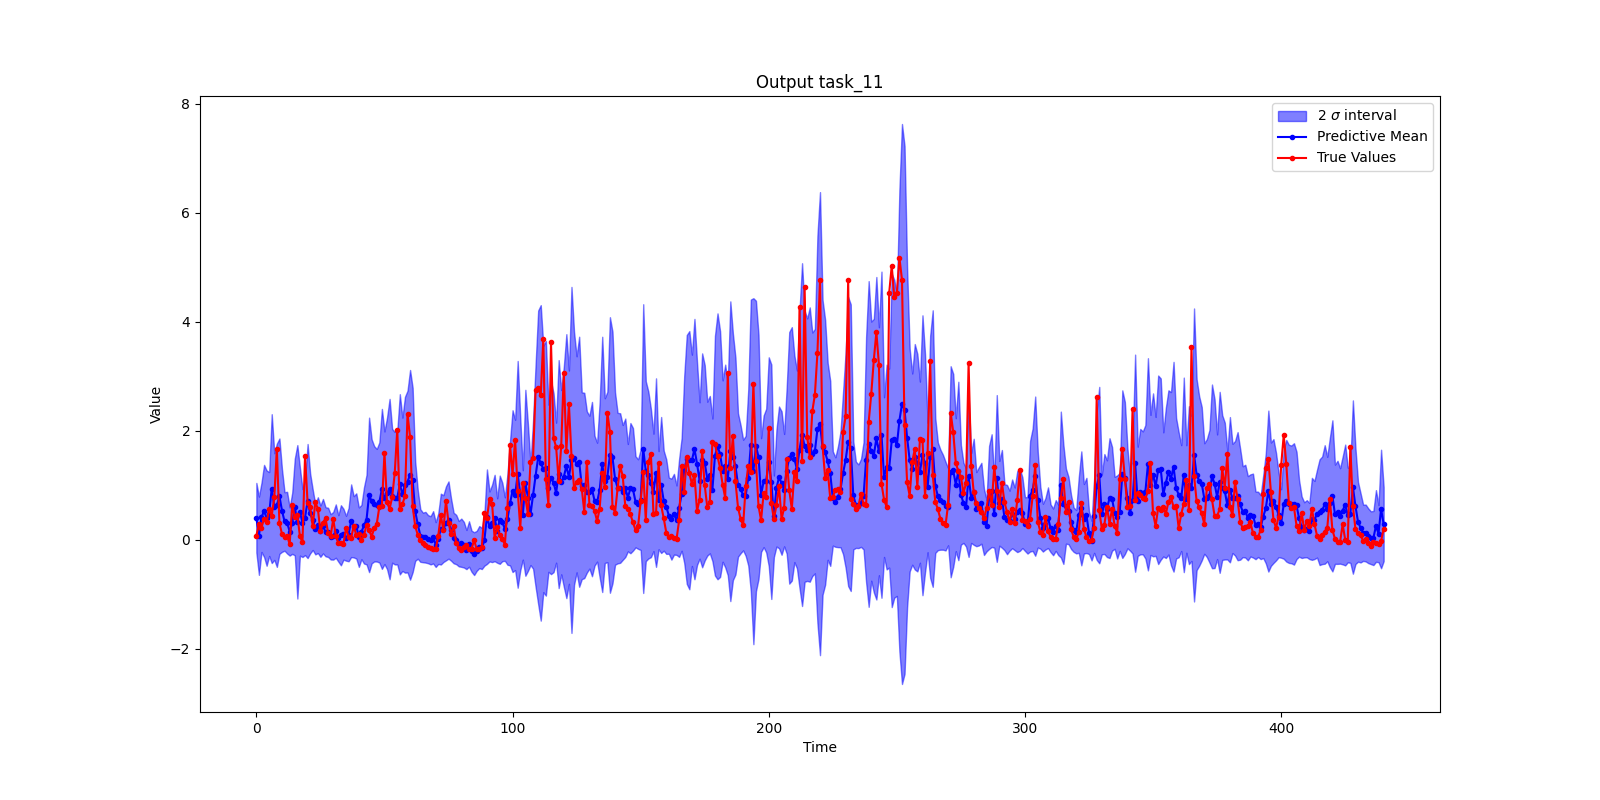 Output task_11
8
6
4
2
0
−2
Value
0 100 200 300 400
Time
2 σ interval
Predictive Mean
True Values